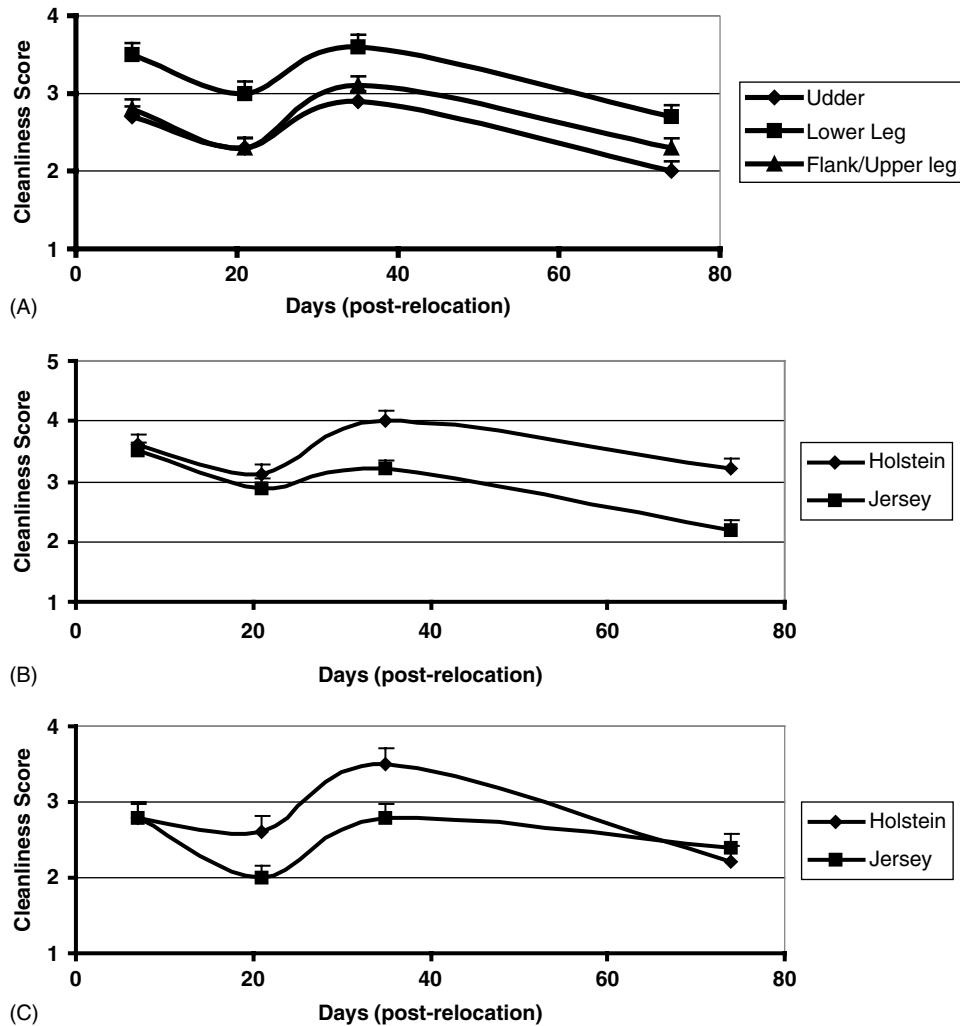 4
3
2
1
Cleanliness Score
0 20 40 60 80
Days (post-relocation)
Udder
Lower Leg
Flank/Upper leg
(A)
5
4
3
2
1
Cleanliness Score
0 20 40 60 80
Days (post-relocation)
Holstein
Jersey
(B)
4
3
2
1
Cleanliness Score
0 20 40 60 80
Days (post-relocation)
Holstein
Jersey
(C)